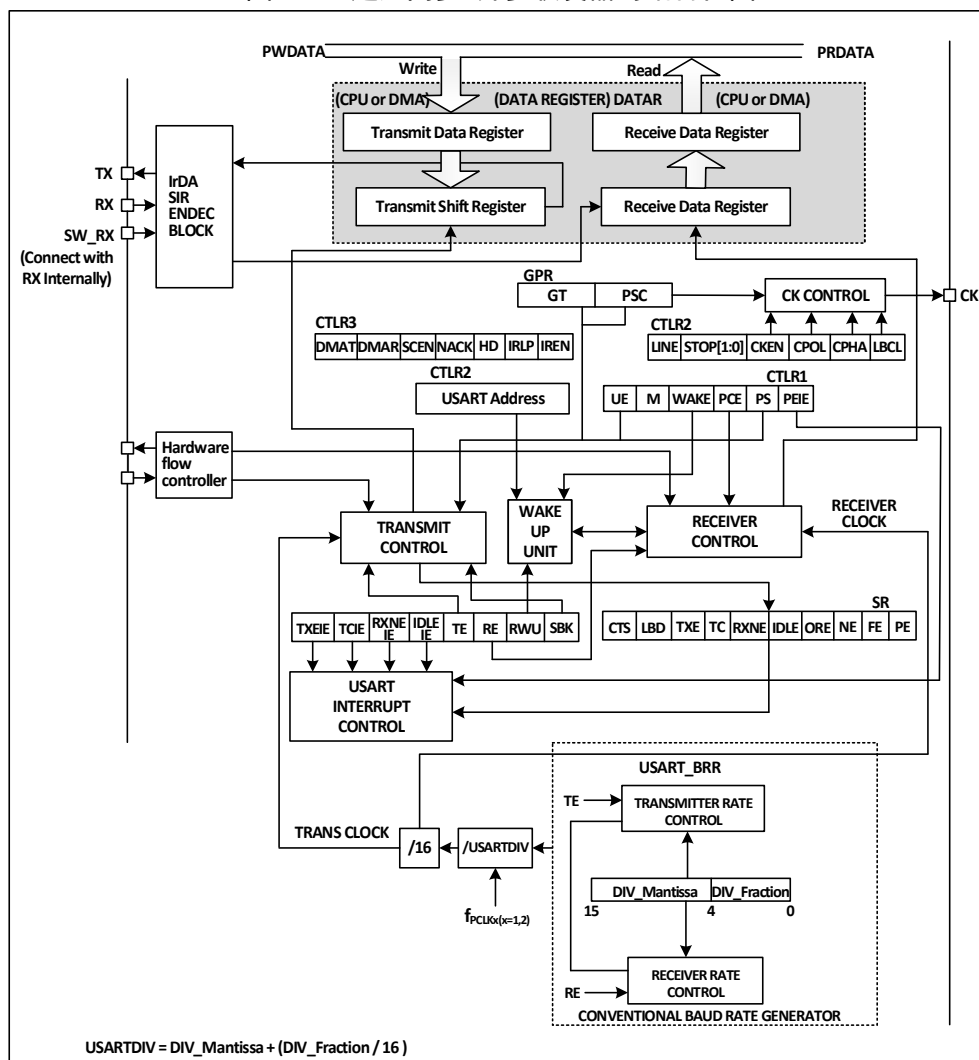 PWDATA
PRDATA
Write
Read
(CPU or DMA)
(DATA REGISTER) DATAR
(CPU or DMA)
Transmit Data Register
Receive Data Register
TX
RX
SW_RX
(Connect with
RX Internally)
IrDA
SIR
ENDEC
BLOCK
Transmit Shift Register
Receive Data Register
GPR
GT
PSC
CK CONTROL
CK
CTLR3
DMAT
DMAR
SCEN
NACK
HD
IRLP
IREN
CTLR2
LINE
STOP[1:0]
CKEN
CPOL
CPHA
LBCL
CTLR2
USART Address
CTLR1
UE
M
WAKE
PCE
PS
PEIE
Hardware
flow
controller
TRANSMIT
CONTROL
WAKE
UP
UNIT
RECEIVER
CONTROL
RECEIVER
CLOCK
TXEIE
TCIE
RXNE
IE
IDLE
IE
TE
RE
RWU
SBK
SR
CTS
LBD
TXE
TC
RXNE
IDLE
ORE
NE
FE
PE
USART
INTERRUPT
CONTROL
USART_BRR
TE
TRANSMITTER RATE
CONTROL
TRANS CLOCK
/16
/USARTDIV
fPCLKx(x=1,2)
DIV_Mantissa
DIV_Fraction
15
4
0
RE
RECEIVER RATE
CONTROL
CONVENTIONAL BAUD RATE GENERATOR
USARTDIV = DIV_Mantissa + (DIV_Fraction / 16 )